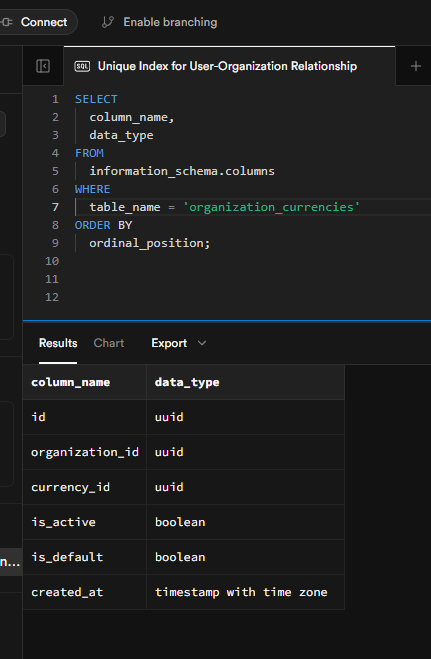 Connect
Enable branching
SQL Unique Index for User-Organization Relationship
1 SELECT
2 column_name,
3 data_type
4 FROM
5 information_schema.columns
6 WHERE
7 table_name = 'organization_currencies'
8 ORDER BY
9 ordinal_position;
10
11
12
Results Chart Export
column_name data_type
id uuid
organization_id uuid
currency_id uuid
is_active boolean
is_default boolean
n... created_at timestamp with time zone